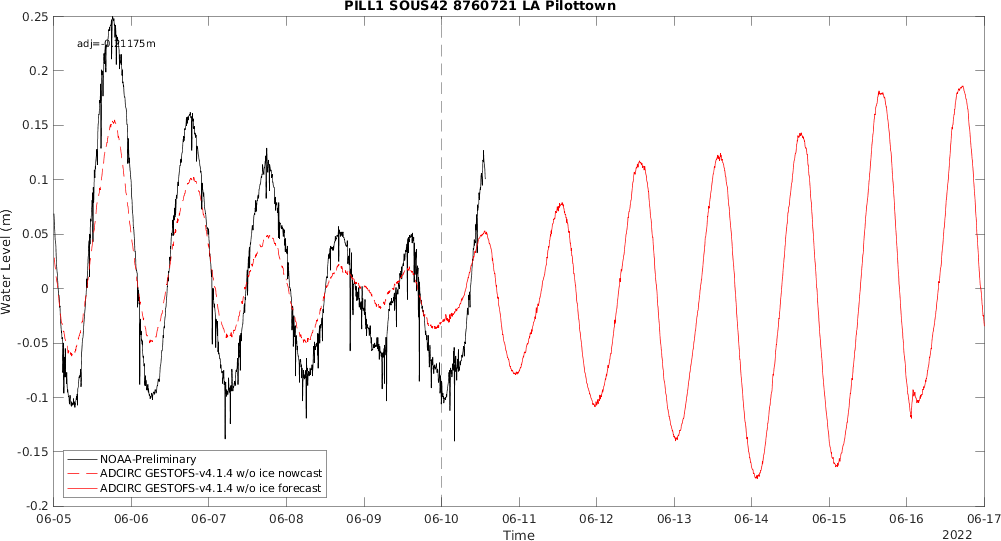 PILL1 SOUS42 8760721 LA Pilottown
adj=-0.21175m
0.25
0.2
0.15
0.1
0.05
0
-0.05
-0.1
-0.15
-0.2
Water Level (m)
NOAA-Preliminary
ADCIRC GESTOFS-v4.1.4 w/o ice nowcast
ADCIRC GESTOFS-v4.1.4 w/o ice forecast
06-05 06-06 06-07 06-08 06-09 06-10 06-11 06-12 06-13 06-14 06-15 06-16 06-17
Time
2022